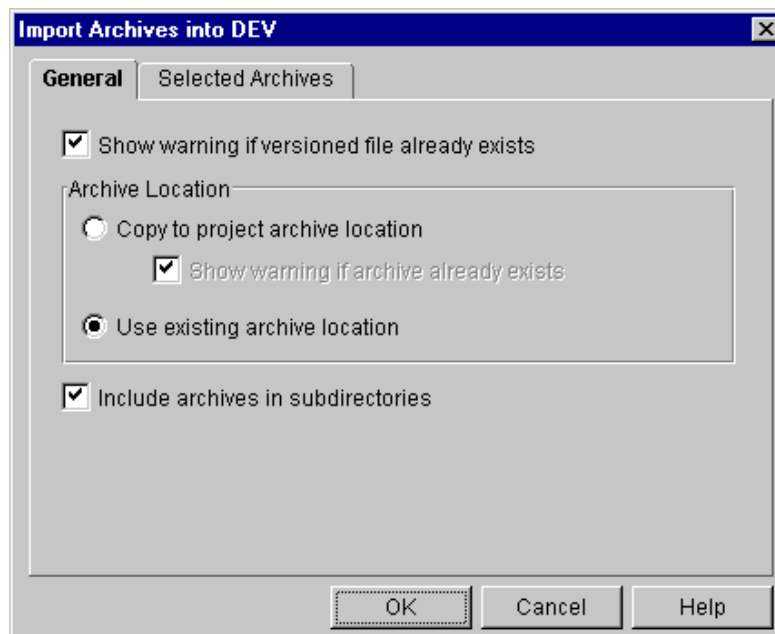 Import Archives into DEV
General
Selected Archives
Show warning if versioned file already exists
Archive Location
Copy to project archive location
Show warning if archive already exists
Use existing archive location
Include archives in subdirectories
OK
Cancel
Help